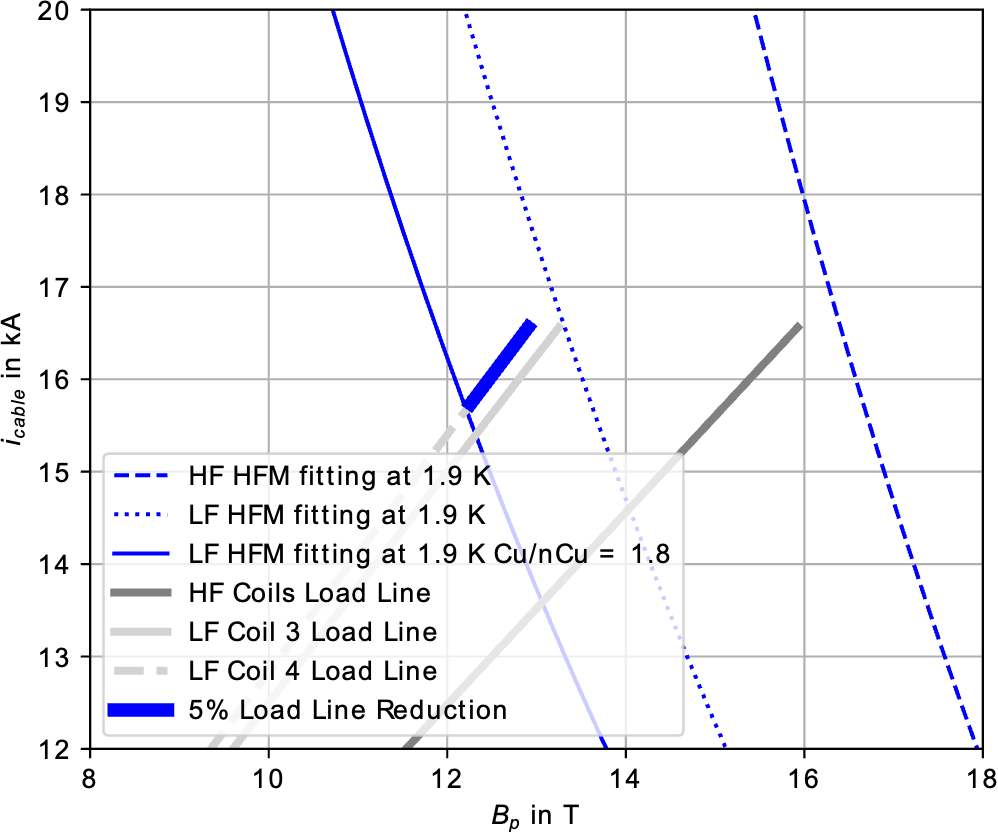 20
19
18
17
16
15
14
13
12
i_cable in kA
HF HFM fitting at 1.9 K
LF HFM fitting at 1.9 K
LF HFM fitting at 1.9 K Cu/nCu = 1.8
HF Coils Load Line
LF Coil 3 Load Line
LF Coil 4 Load Line
5% Load Line Reduction
8 10 12 14 16 18
B_p in T